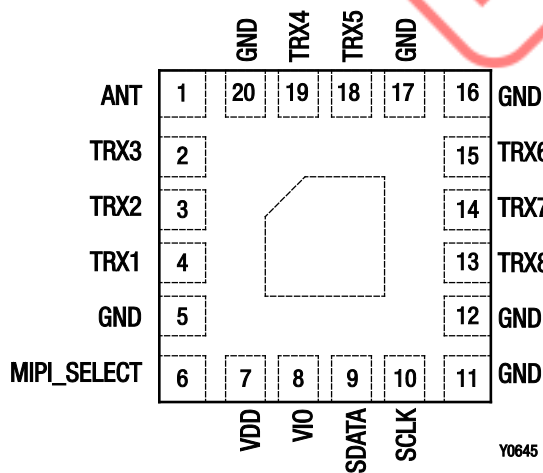 GND TRX4 TRX5 GND
ANT 1 20 19 18 17 16 GND
TRX3 2 15 TRX6
TRX2 3 14 TRX7
TRX1 4 13 TRX8
GND 5 12 GND
MIPI_SELECT 6 7 8 9 10 11 GND
VDD VIO SDATA SCLK
Y0645